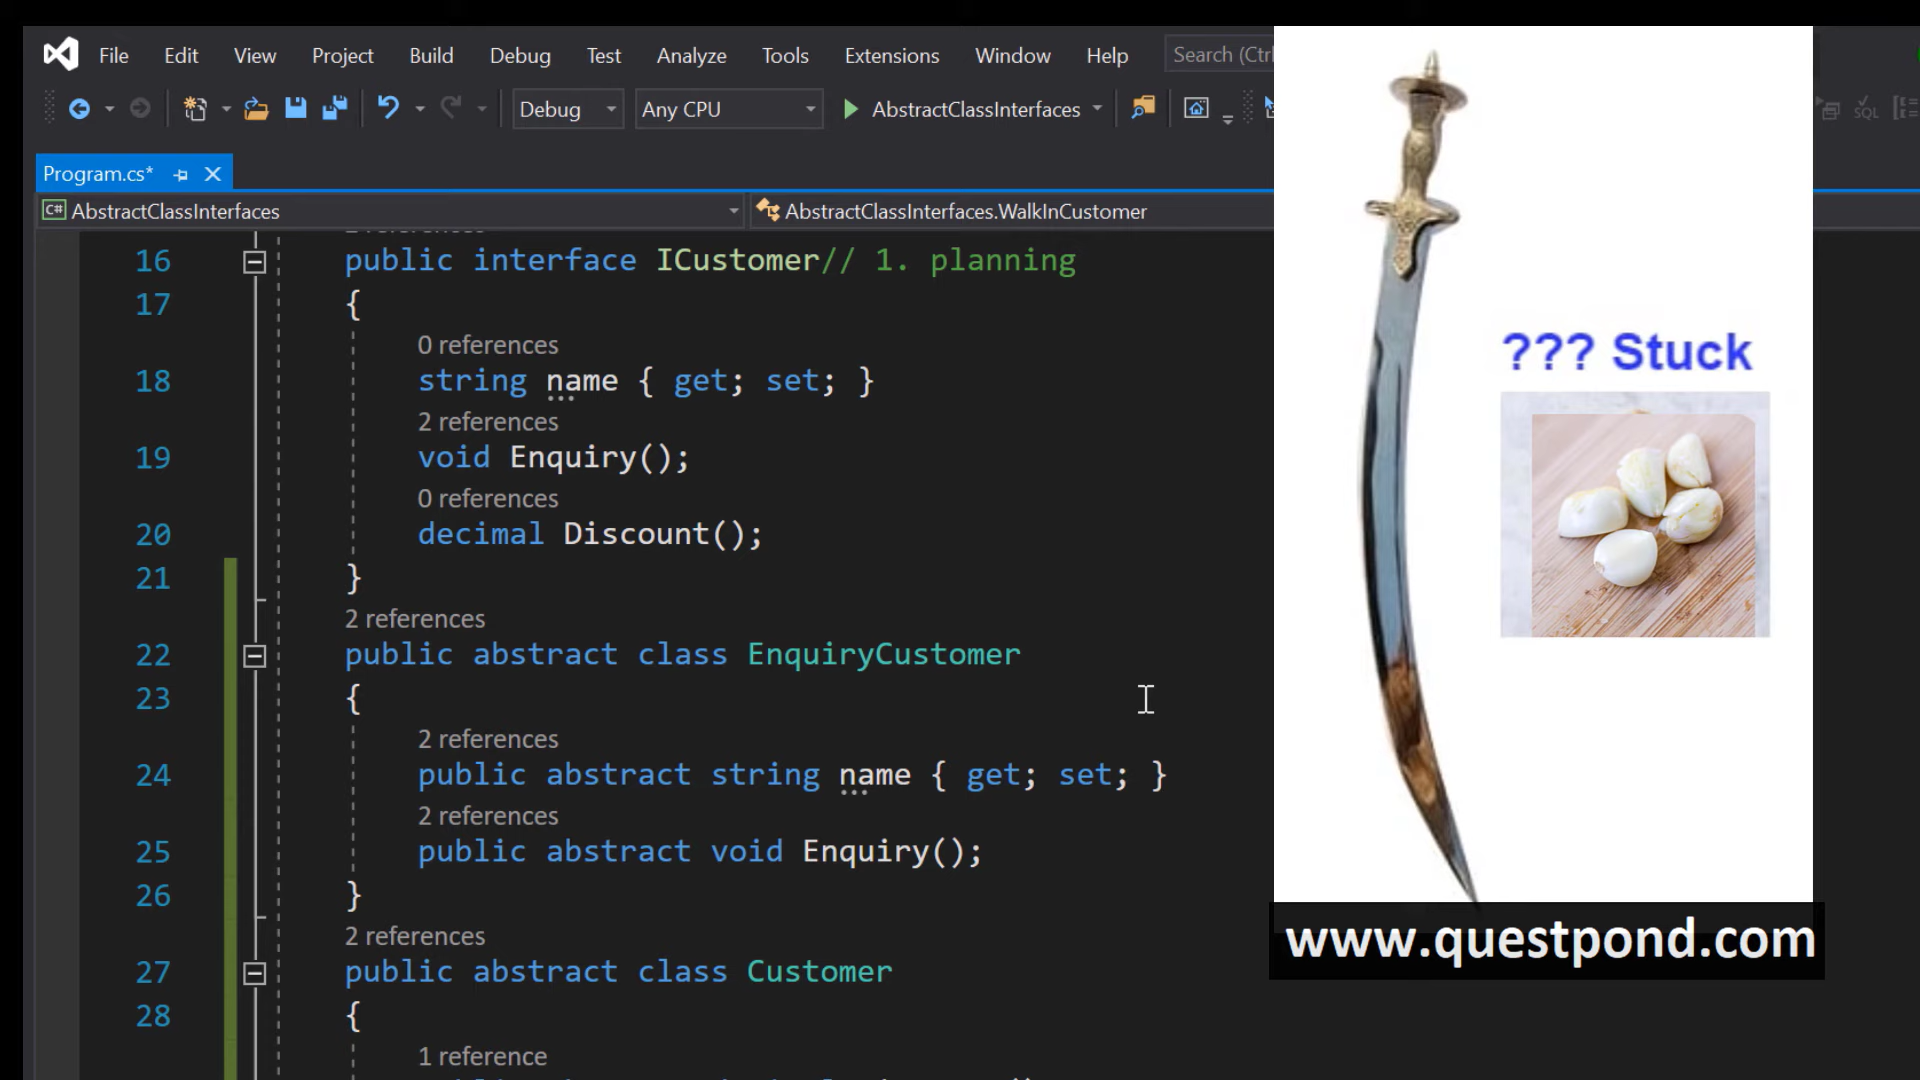 File Edit View Project Build Debug Test Analyze Tools Extensions Window Help Search (Ctrl
Debug Any CPU AbstractClassInterfaces SQL
Program.cs*
C# AbstractClassInterfaces AbstractClassInterfaces.WalkInCustomer
16 public interface ICustomer// 1. planning
17 {
0 references
18 string name { get; set; }
2 references
19 void Enquiry();
0 references
20 decimal Discount();
21 }
2 references
22 public abstract class EnquiryCustomer
23 {
2 references
24 public abstract string name { get; set; }
2 references
25 public abstract void Enquiry();
26 }
2 references
27 public abstract class Customer
28 {
1 reference
??? Stuck
www.questpond.com